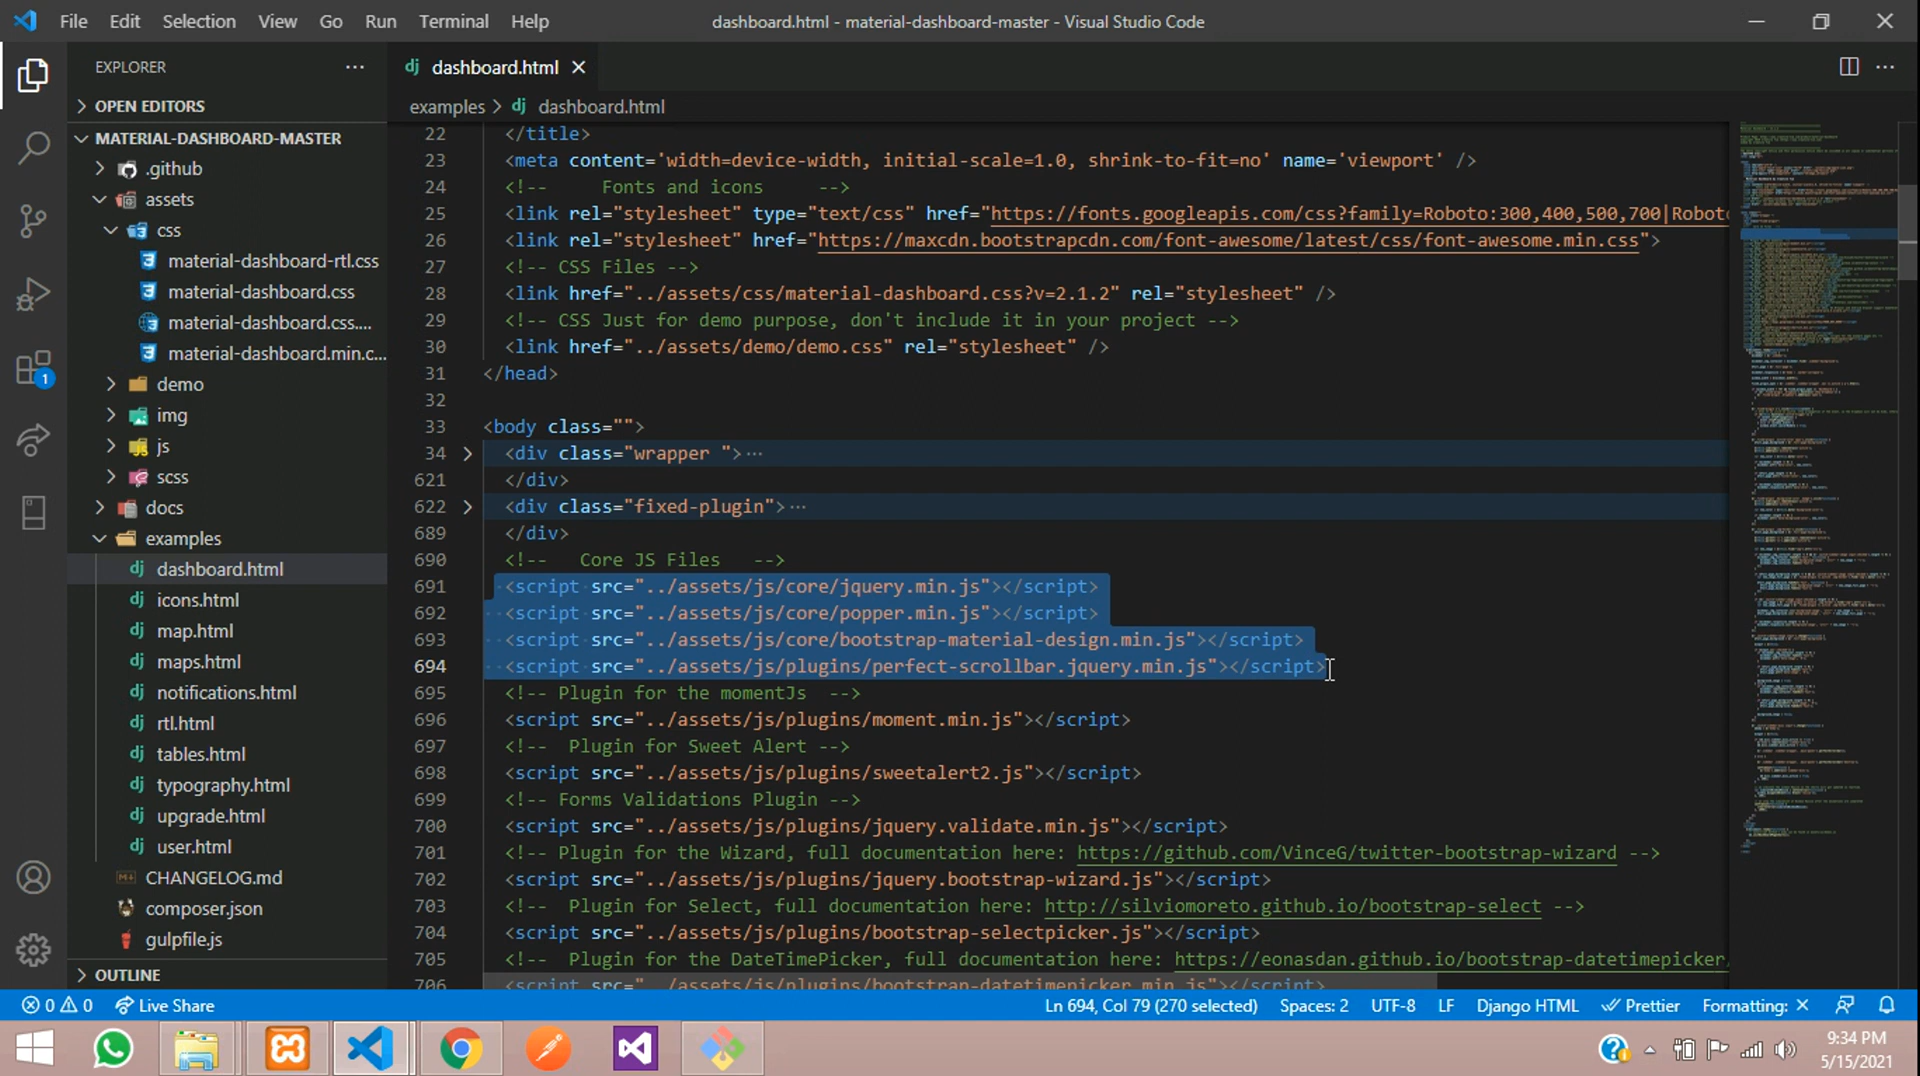 File Edit Selection View Go Run Terminal Help
dashboard.html - material-dashboard-master - Visual Studio Code
EXPLORER
OPEN EDITORS
MATERIAL-DASHBOARD-MASTER
.github
assets
css
material-dashboard-rtl.css
material-dashboard.css
material-dashboard.css....
material-dashboard.min.c...
demo
img
js
scss
docs
examples
dashboard.html
icons.html
map.html
maps.html
notifications.html
rtl.html
tables.html
typography.html
upgrade.html
user.html
CHANGELOG.md
composer.json
gulpfile.js
OUTLINE
1
dj dashboard.html
examples > dj dashboard.html
22 </title>
23 <meta content='width=device-width, initial-scale=1.0, shrink-to-fit=no' name='viewport' />
24 <!--     Fonts and icons     -->
25 <link rel="stylesheet" type="text/css" href="https://fonts.googleapis.com/css?family=Roboto:300,400,500,700|Roboto
26 <link rel="stylesheet" href="https://maxcdn.bootstrapcdn.com/font-awesome/latest/css/font-awesome.min.css">
27 <!-- CSS Files -->
28 <link href="../assets/css/material-dashboard.css?v=2.1.2" rel="stylesheet" />
29 <!-- CSS Just for demo purpose, don't include it in your project -->
30 <link href="../assets/demo/demo.css" rel="stylesheet" />
31 </head>
32
33 <body class="">
34 <div class="wrapper ">···
621 </div>
622 <div class="fixed-plugin">···
689 </div>
690 <!--   Core JS Files   -->
691 <script src="../assets/js/core/jquery.min.js"></script>
692 <script src="../assets/js/core/popper.min.js"></script>
693 <script src="../assets/js/core/bootstrap-material-design.min.js"></script>
694 <script src="../assets/js/plugins/perfect-scrollbar.jquery.min.js"></script>
695 <!-- Plugin for the momentJs  -->
696 <script src="../assets/js/plugins/moment.min.js"></script>
697 <!--  Plugin for Sweet Alert -->
698 <script src="../assets/js/plugins/sweetalert2.js"></script>
699 <!-- Forms Validations Plugin -->
700 <script src="../assets/js/plugins/jquery.validate.min.js"></script>
701 <!-- Plugin for the Wizard, full documentation here: https://github.com/VinceG/twitter-bootstrap-wizard -->
702 <script src="../assets/js/plugins/jquery.bootstrap-wizard.js"></script>
703 <!--  Plugin for Select, full documentation here: http://silviomoreto.github.io/bootstrap-select -->
704 <script src="../assets/js/plugins/bootstrap-selectpicker.js"></script>
705 <!--  Plugin for the DateTimePicker, full documentation here: https://eonasdan.github.io/bootstrap-datetimepicker/
706 <script src="../assets/js/plugins/bootstrap-datetimepicker.min.js"></script>
0 0 Live Share
Ln 694, Col 79 (270 selected) Spaces: 2 UTF-8 LF Django HTML Prettier Formatting: ×
9:34 PM
5/15/2021